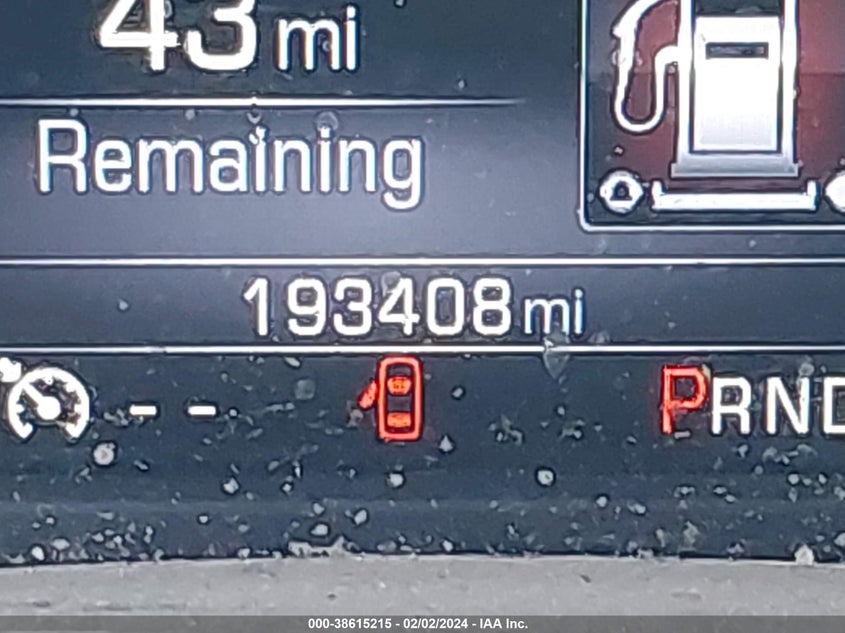 43 mi
Remaining
193408 mi
-- PRND
000-38615215 - 02/02/2024 - IAA Inc.